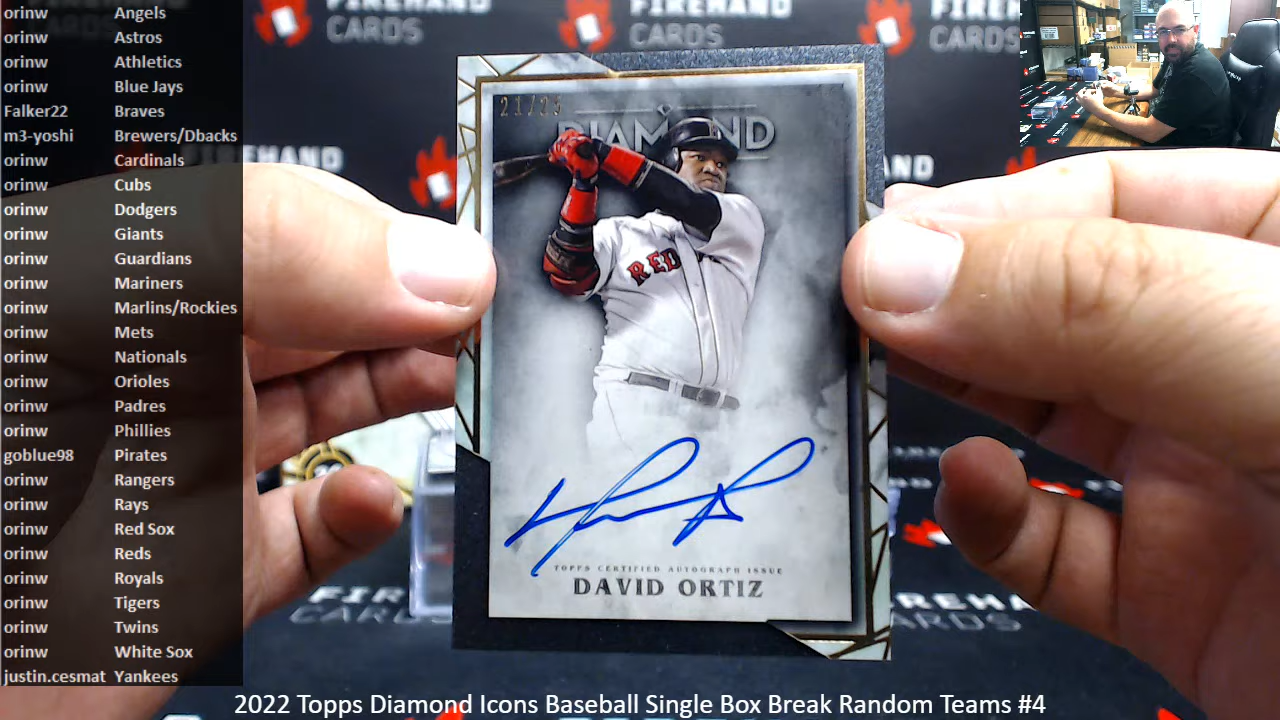 orinw Angels
orinw Astros
orinw Athletics
orinw Blue Jays
Falker22 Braves
m3-yoshi Brewers/Dbacks
orinw Cardinals
orinw Cubs
orinw Dodgers
orinw Giants
orinw Guardians
orinw Mariners
orinw Marlins/Rockies
orinw Mets
orinw Nationals
orinw Orioles
orinw Padres
orinw Phillies
goblue98 Pirates
orinw Rangers
orinw Rays
orinw Red Sox
orinw Reds
orinw Royals
orinw Tigers
orinw Twins
orinw White Sox
justin.cesmat Yankees
FIREHAND
CARDS
FIREHAND
CARDS
CARDS
DIAMOND
RED
TOPPS CERTIFIED AUTOGRAPH ISSUE
DAVID ORTIZ
2022 Topps Diamond Icons Baseball Single Box Break Random Teams #4